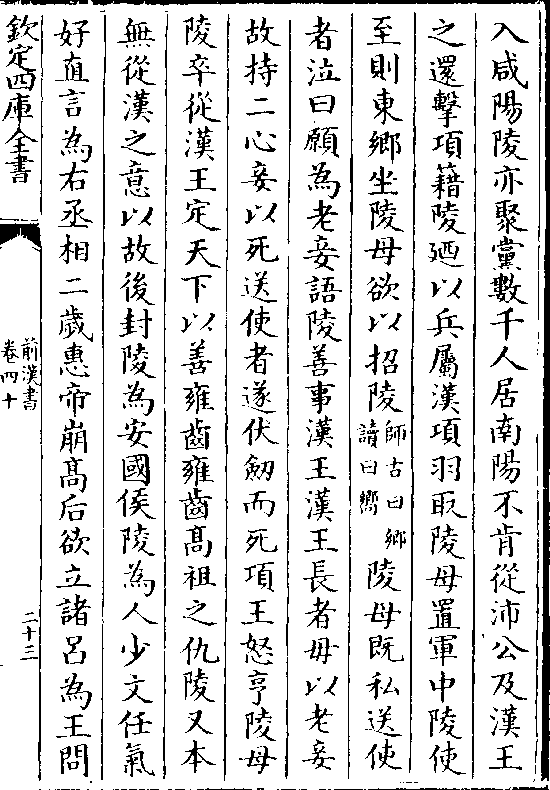 入咸陽陵亦聚黨數千人居南陽不肯從沛公及漢王
之還擊項籍陵廼以兵屬漢項羽取陵母置軍中陵使
至則東鄉坐陵母欲以招陵師古曰鄉讀曰嚮陵母既私送使
者泣曰願為老妾語陵善事漢王漢王長者毋以老妾
故持二心妾以死送使者遂伏劒而死項王怒亨陵母
陵卒從漢王定天下以善雍齒雍齒髙祖之仇陵又本
無從漢之意以故後封陵為安國侯陵為人少文任氣
好直言為右丞相二歲惠帝崩髙后欲立諸呂為王問
欽定四庫全書
前漢書
卷四十
二十三